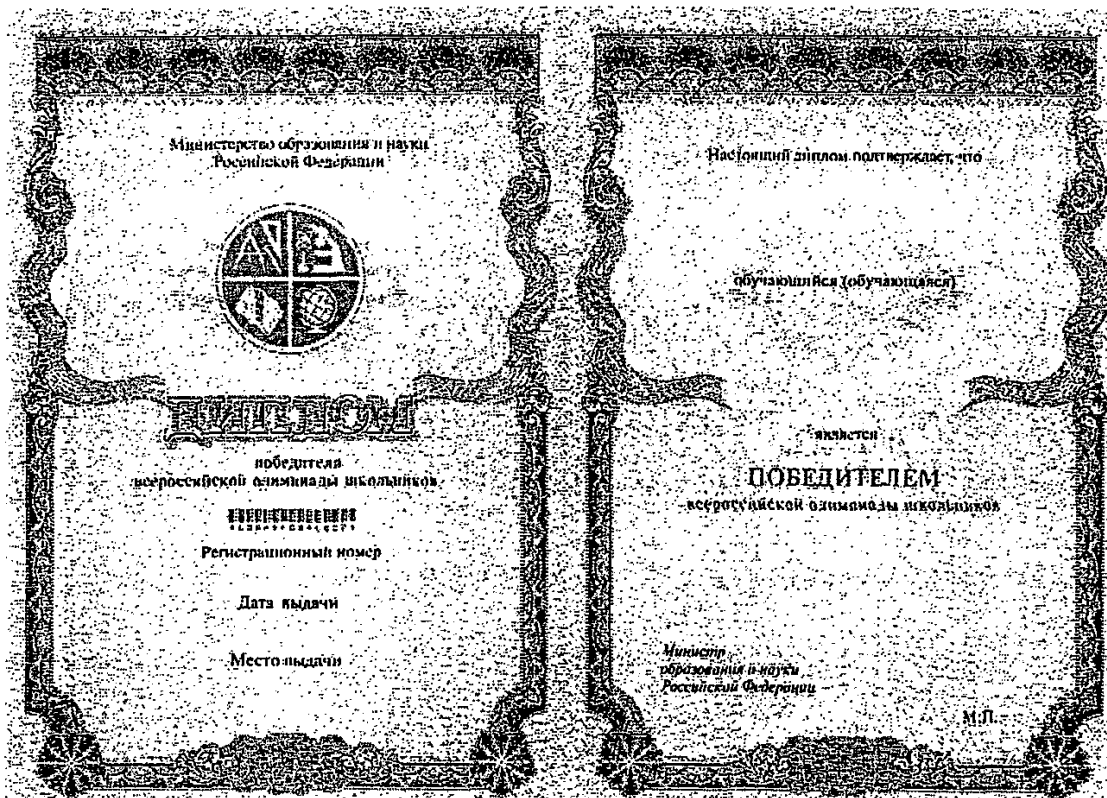 Министерство образования и науки
Российской Федерации
ДИПЛОМ
победителя
всероссийской олимпиады школьников
Регистрационный номер
Дата выдачи
Место выдачи
Настоящий диплом подтверждает, что
обучающийся (обучающаяся)
является
ПОБЕДИТЕЛЕМ
всероссийской олимпиады школьников
Министр
образования и науки
Российской Федерации
М.П.